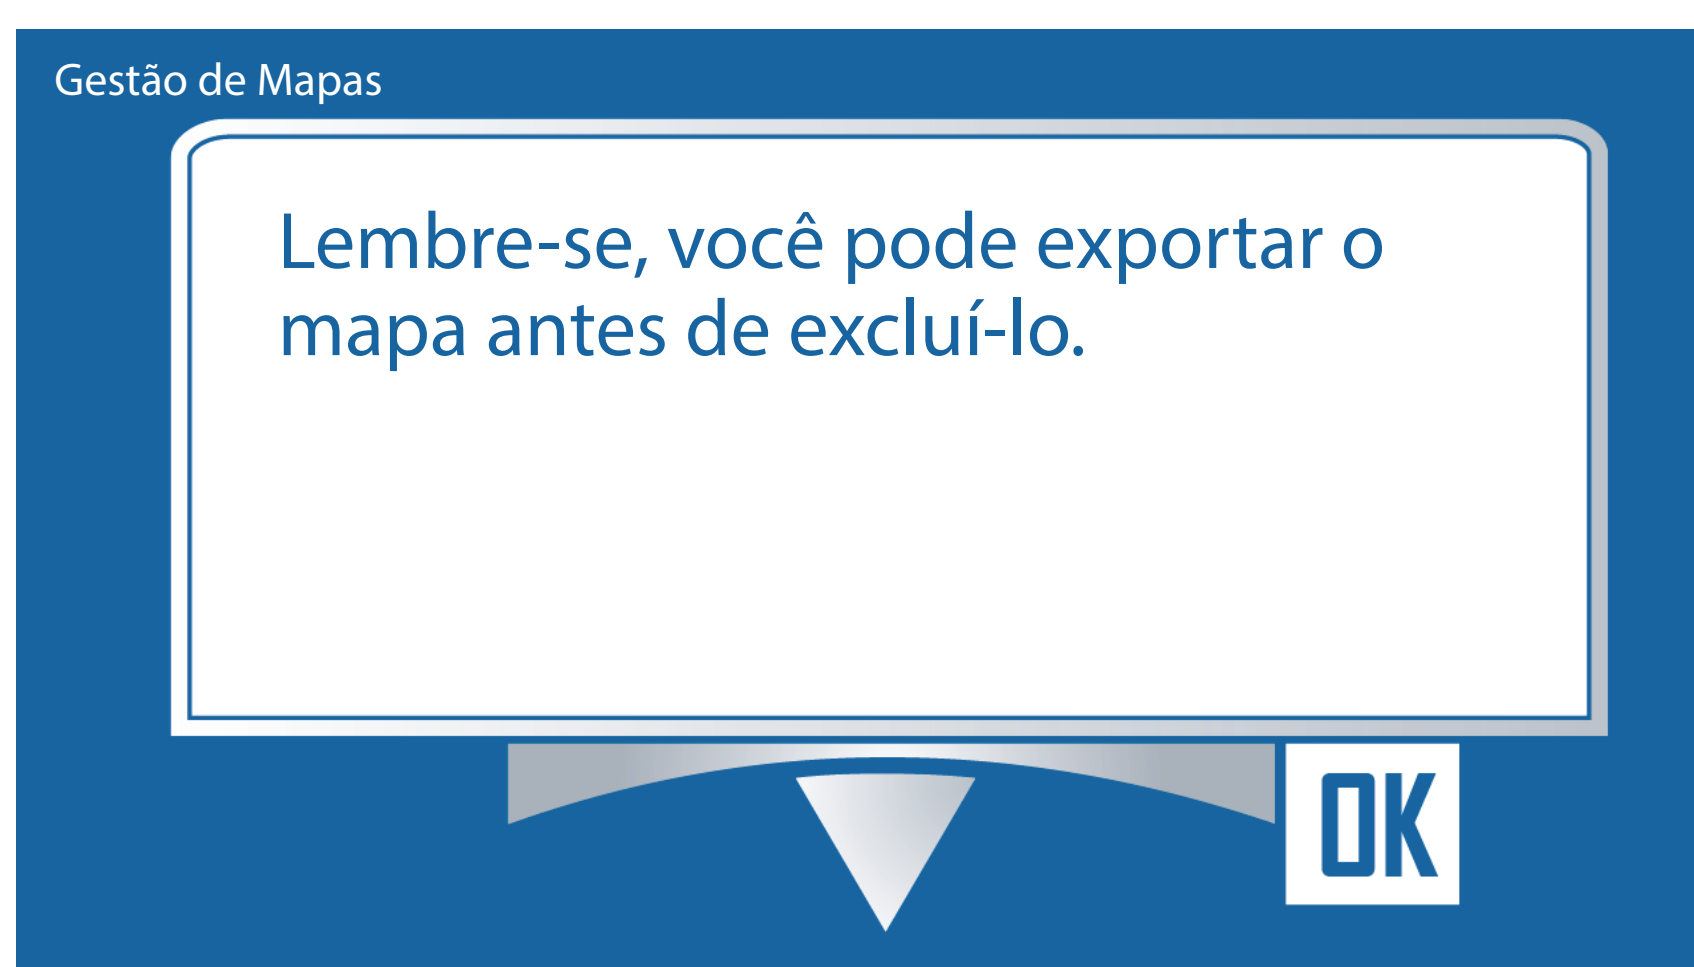 Gestão de Mapas
Lembre-se, você pode exportar o
mapa antes de excluí-lo.
OK